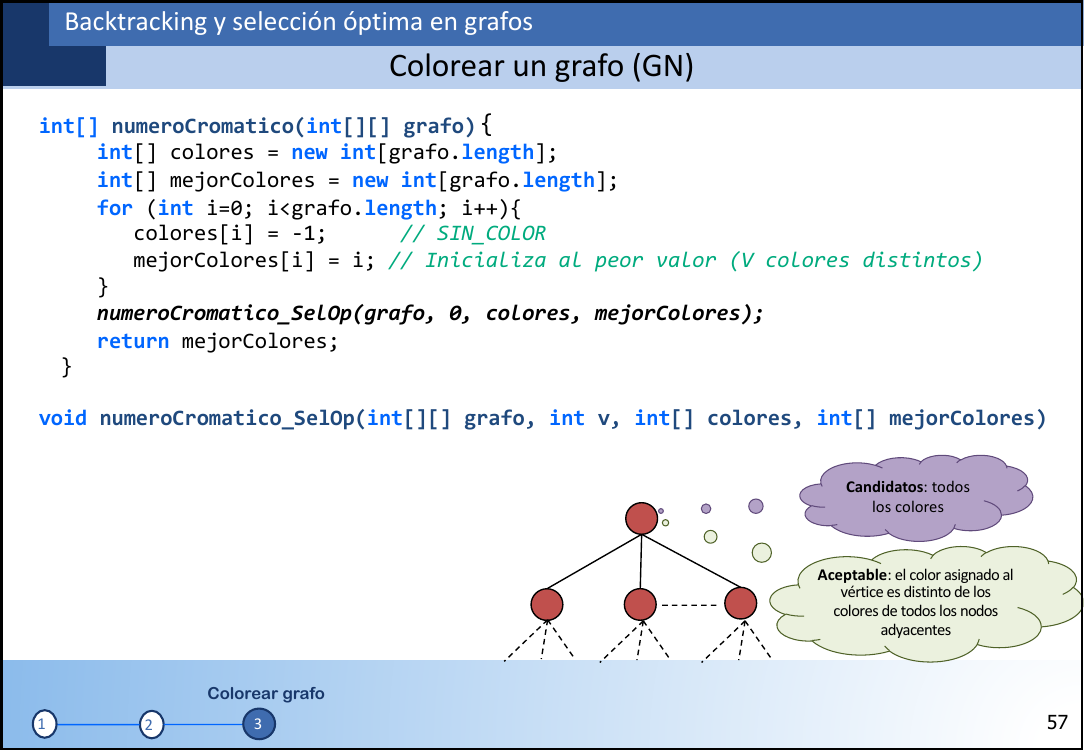 Backtracking y selección óptima en grafos
Colorear un grafo (GN)
int[] numeroCromatico(int[][] grafo) {
int[] colores = new int[grafo.length];
int[] mejorColores = new int[grafo.length];
for (int i=0; i<grafo.length; i++){
colores[i] = -1; // SIN_COLOR
mejorColores[i] = i; // Inicializa al peor valor (V colores distintos)
}
numeroCromatico_SelOp(grafo, 0, colores, mejorColores);
return mejorColores;
}
void numeroCromatico_SelOp(int[][] grafo, int v, int[] colores, int[] mejorColores)
Candidatos: todos
los colores
Aceptable: el color asignado al
vértice es distinto de los
colores de todos los nodos
adyacentes
Colorear grafo
1 2 3
57